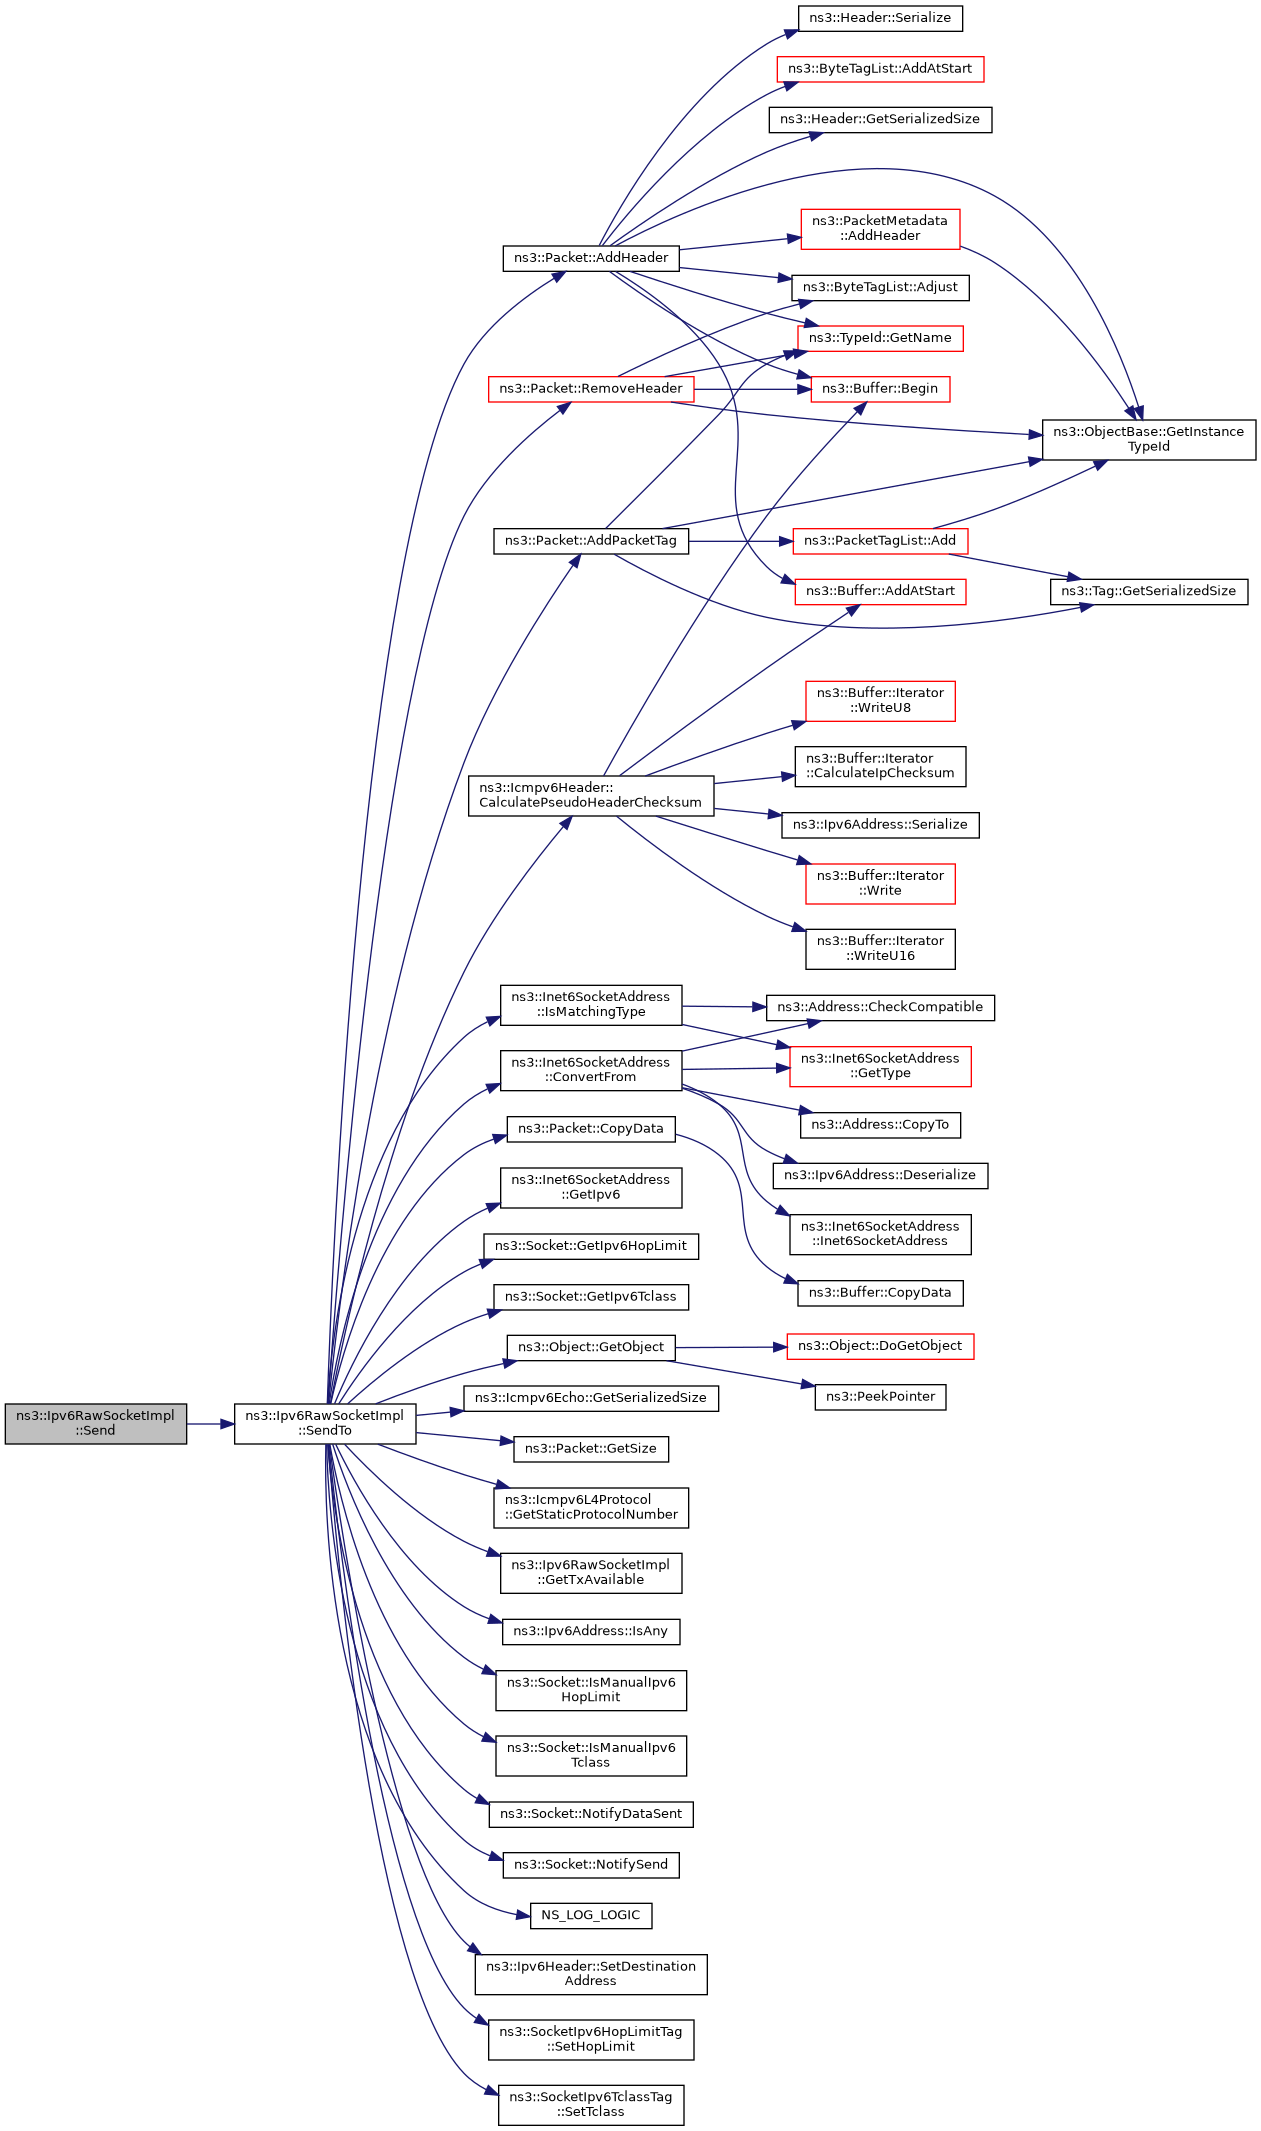 ns3::Header::Serialize
ns3::ByteTagList::AddAtStart
ns3::Header::GetSerializedSize
ns3::PacketMetadata
::AddHeader
ns3::Packet::AddHeader
ns3::ByteTagList::Adjust
ns3::TypeId::GetName
ns3::Packet::RemoveHeader
ns3::Buffer::Begin
ns3::ObjectBase::GetInstance
TypeId
ns3::Packet::AddPacketTag
ns3::PacketTagList::Add
ns3::Buffer::AddAtStart
ns3::Tag::GetSerializedSize
ns3::Buffer::Iterator
::WriteU8
ns3::Buffer::Iterator
::CalculateIpChecksum
ns3::Icmpv6Header::
CalculatePseudoHeaderChecksum
ns3::Ipv6Address::Serialize
ns3::Buffer::Iterator
::Write
ns3::Buffer::Iterator
::WriteU16
ns3::Inet6SocketAddress
::IsMatchingType
ns3::Address::CheckCompatible
ns3::Inet6SocketAddress
::ConvertFrom
ns3::Inet6SocketAddress
::GetType
ns3::Packet::CopyData
ns3::Address::CopyTo
ns3::Inet6SocketAddress
::GetIpv6
ns3::Ipv6Address::Deserialize
ns3::Inet6SocketAddress
::Inet6SocketAddress
ns3::Socket::GetIpv6HopLimit
ns3::Socket::GetIpv6Tclass
ns3::Buffer::CopyData
ns3::Object::GetObject
ns3::Object::DoGetObject
ns3::PeekPointer
ns3::Icmpv6Echo::GetSerializedSize
ns3::Ipv6RawSocketImpl
::Send
ns3::Ipv6RawSocketImpl
::SendTo
ns3::Packet::GetSize
ns3::Icmpv6L4Protocol
::GetStaticProtocolNumber
ns3::Ipv6RawSocketImpl
::GetTxAvailable
ns3::Ipv6Address::IsAny
ns3::Socket::IsManualIpv6
HopLimit
ns3::Socket::IsManualIpv6
Tclass
ns3::Socket::NotifyDataSent
ns3::Socket::NotifySend
NS_LOG_LOGIC
ns3::Ipv6Header::SetDestination
Address
ns3::SocketIpv6HopLimitTag
::SetHopLimit
ns3::SocketIpv6TclassTag
::SetTclass